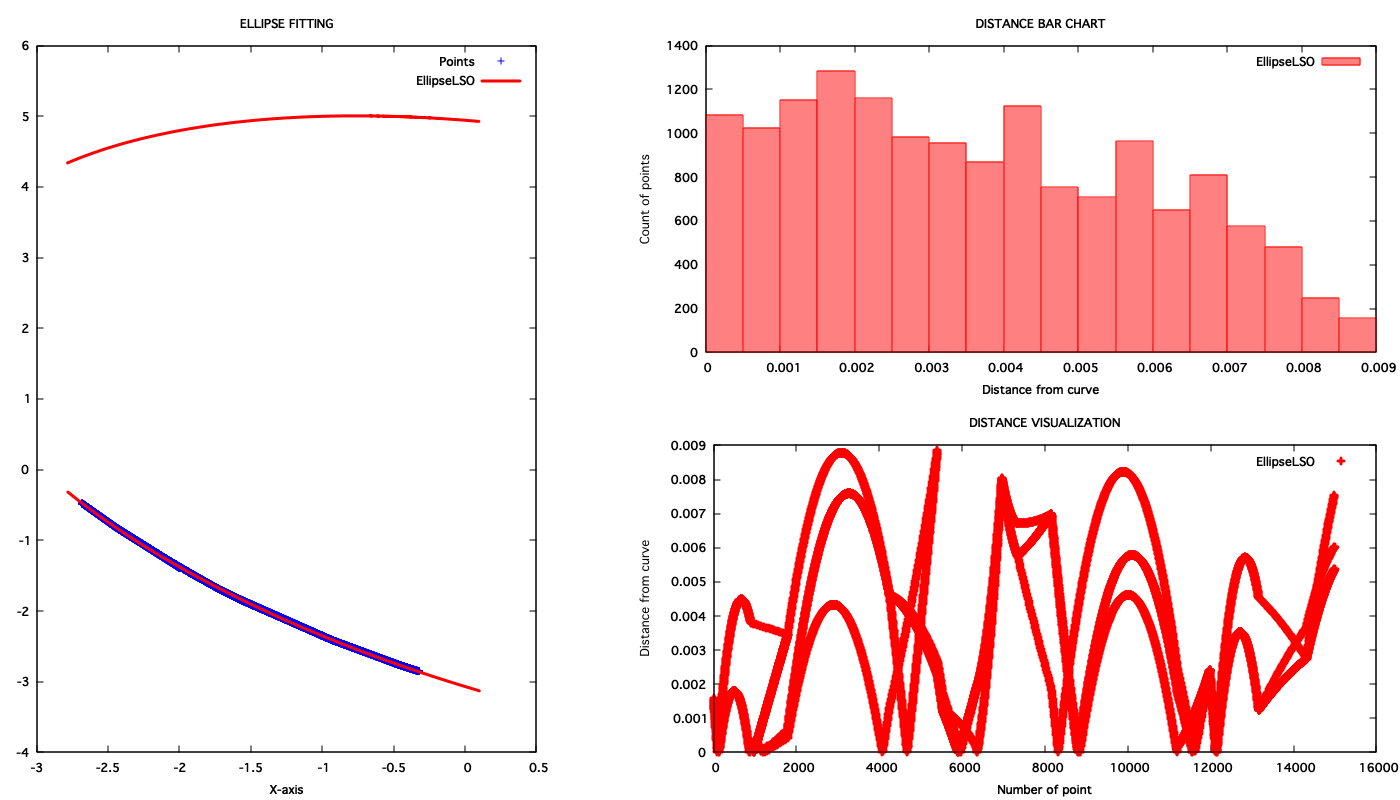 ELLIPSE FITTING
Points
EllipseLSO
6
5
4
3
2
1
0
-1
-2
-3
-4
-3 -2.5 -2 -1.5 -1 -0.5 0 0.5
X-axis
DISTANCE BAR CHART
EllipseLSO
Count of points
1400
1200
1000
800
600
400
200
0
0 0.001 0.002 0.003 0.004 0.005 0.006 0.007 0.008 0.009
Distance from curve
DISTANCE VISUALIZATION
EllipseLSO
Distance from curve
0.009
0.008
0.007
0.006
0.005
0.004
0.003
0.002
0.001
0
0 2000 4000 6000 8000 10000 12000 14000 16000
Number of point